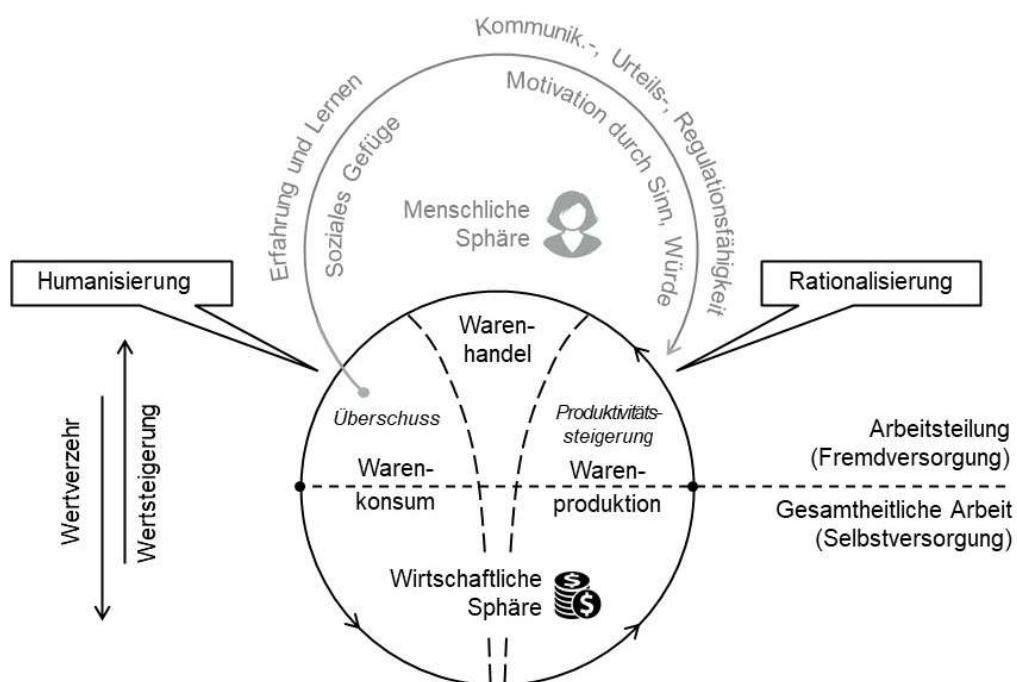 Kommunik.-, Urteils-, Regulationsfähigkeit
Motivation durch Sinn, Würde
Erfahrung und Lernen
Soziales Gefüge
Menschliche
Sphäre
Humanisierung
Rationalisierung
Waren-
handel
Überschuss
Produktivitäts-
steigerung
Waren-
konsum
Waren-
produktion
Arbeitsteilung
(Fremdversorgung)
Gesamtheitliche Arbeit
(Selbstversorgung)
Wertverzehr
Wertsteigerung
Wirtschaftliche
Sphäre
$
$